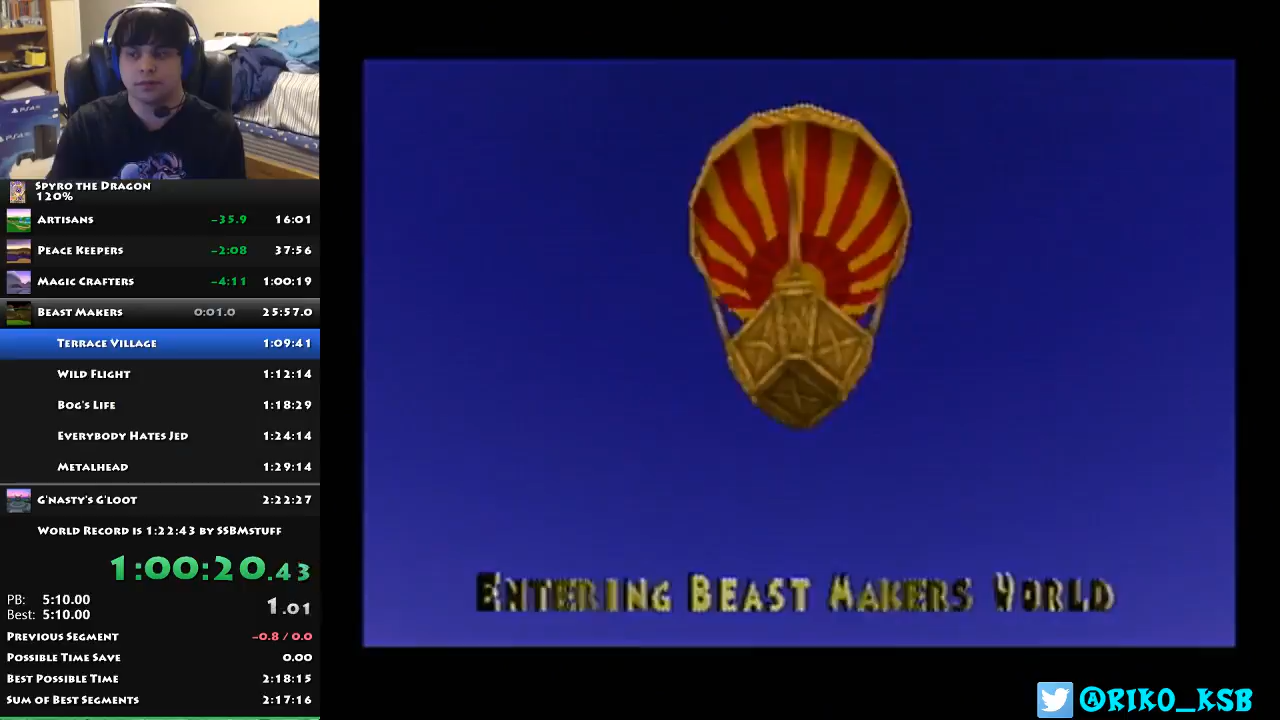 SPYRO THE DRAGON
120%
ARTISANS -35.9 16:01
PEACE KEEPERS -2:08 37:56
MAGIC CRAFTERS -4:11 1:00:19
BEAST MAKERS 0:01.0 25:57.0
TERRACE VILLAGE 1:09:41
WILD FLIGHT 1:12:14
BOG'S LIFE 1:18:29
EVERYBODY HATES JED 1:24:14
METALHEAD 1:29:14
G'NASTY'S G'LOOT 2:22:27
WORLD RECORD IS 1:22:43 BY SSBMSTUFF
1:00:20.43
PB: 5:10.00
Best: 5:10.00 1.01
PREVIOUS SEGMENT -0.8 / 0.0
POSSIBLE TIME SAVE 0.00
BEST POSSIBLE TIME 2:18:15
SUM OF BEST SEGMENTS 2:17:16
ENTERING BEAST MAKERS WORLD
@RIKO_KSB